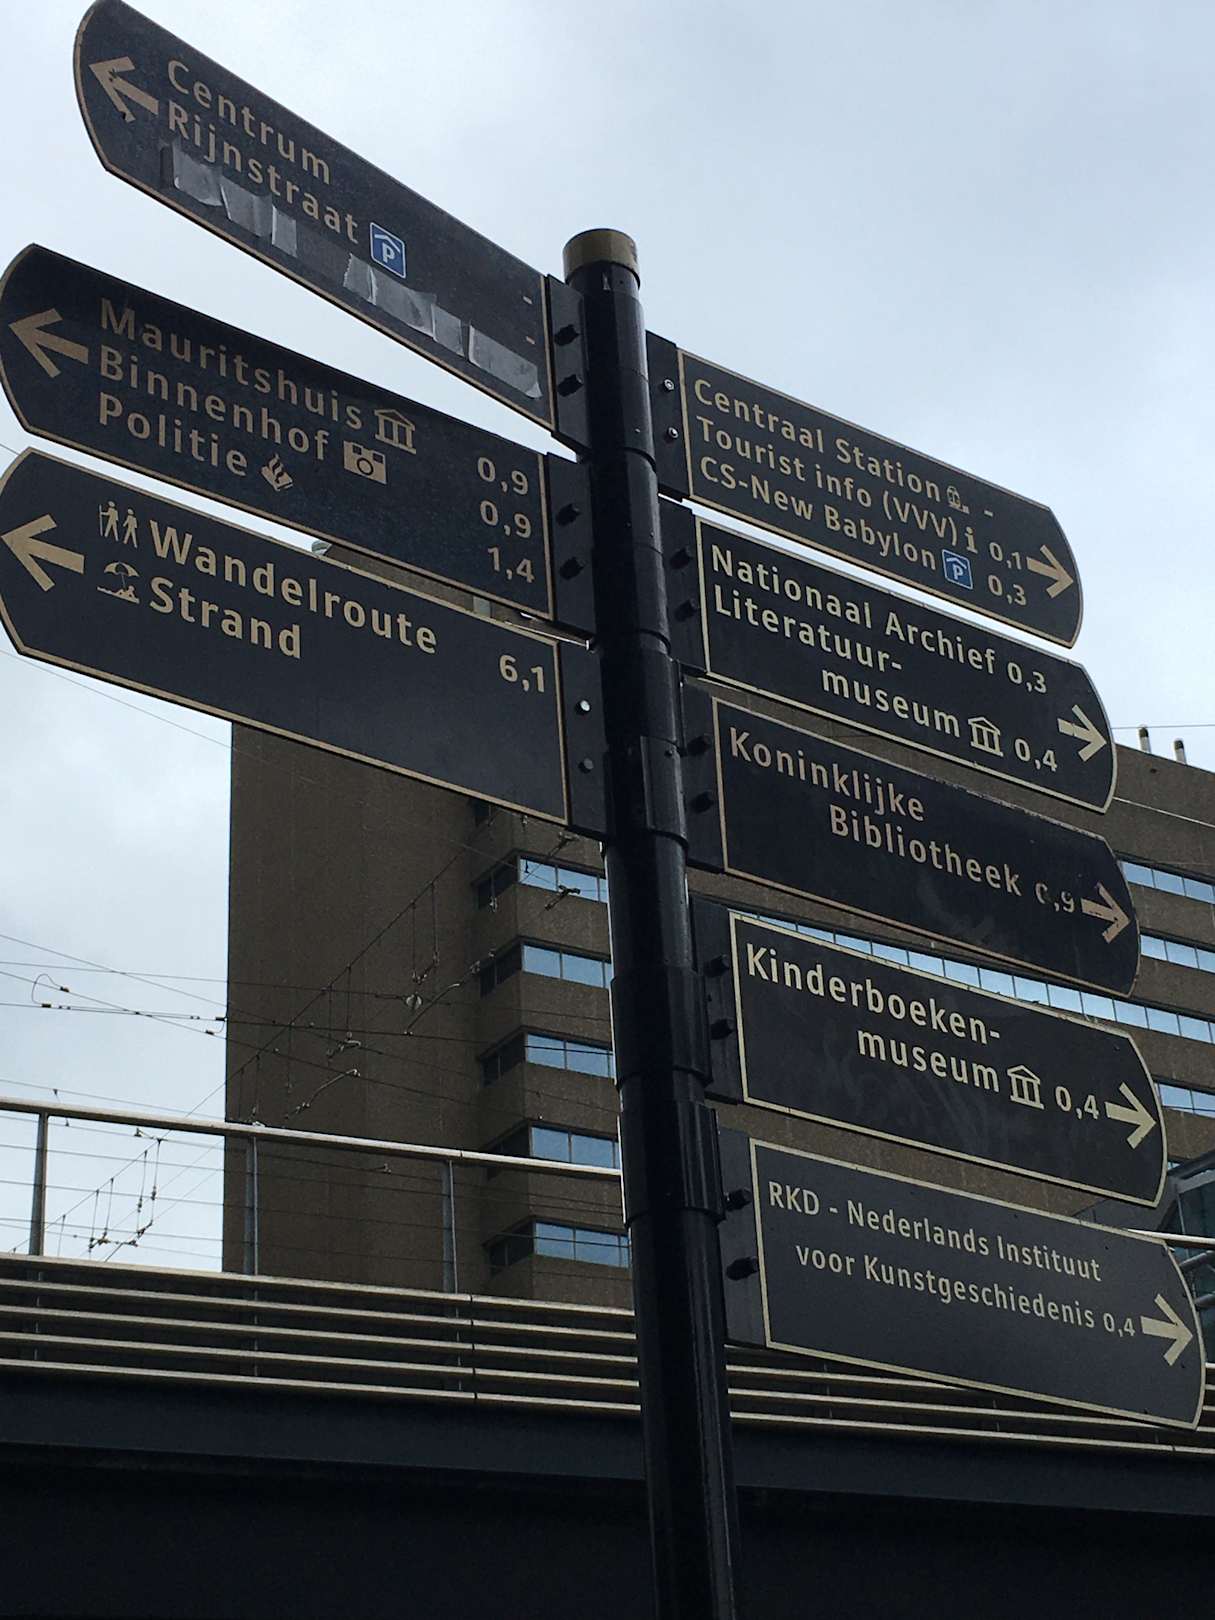 Centrum -
Rijnstraat P -
Mauritshuis 0,9
Binnenhof 0,9
Politie 1,4
Wandelroute
Strand 6,1
Centraal Station -
Tourist info (VVV) i 0,1
CS-New Babylon P 0,3
Nationaal Archief 0,3
Literatuur-
museum 0,4
Koninklijke
Bibliotheek 0,9
Kinderboeken-
museum 0,4
RKD - Nederlands Instituut
voor Kunstgeschiedenis 0,4